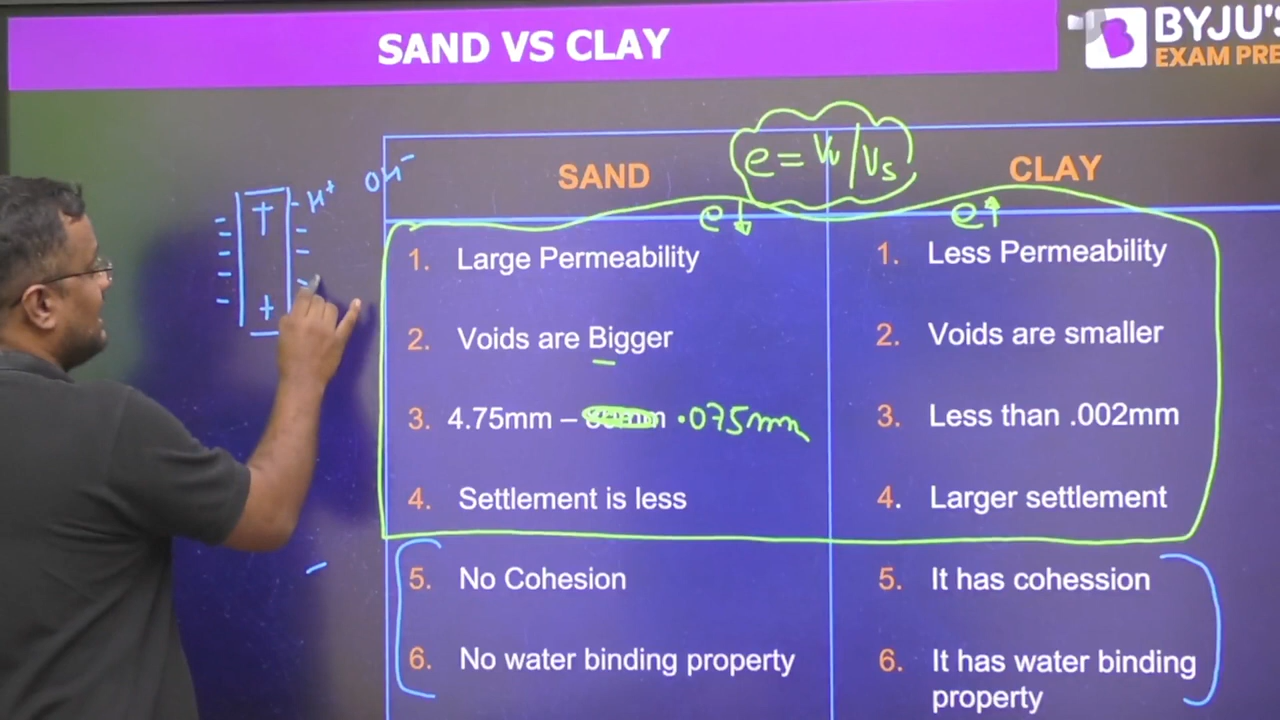 SAND VS CLAY
BYJU'S
EXAM PRE
e = Vv/Vs
SAND
CLAY
e↓
e↑
+
H+
OH-
+
1. Large Permeability
1. Less Permeability
2. Voids are Bigger
2. Voids are smaller
3. 4.75mm – .075mm
3. Less than .002mm
4. Settlement is less
4. Larger settlement
5. No Cohesion
5. It has cohession
6. No water binding property
6. It has water binding
property